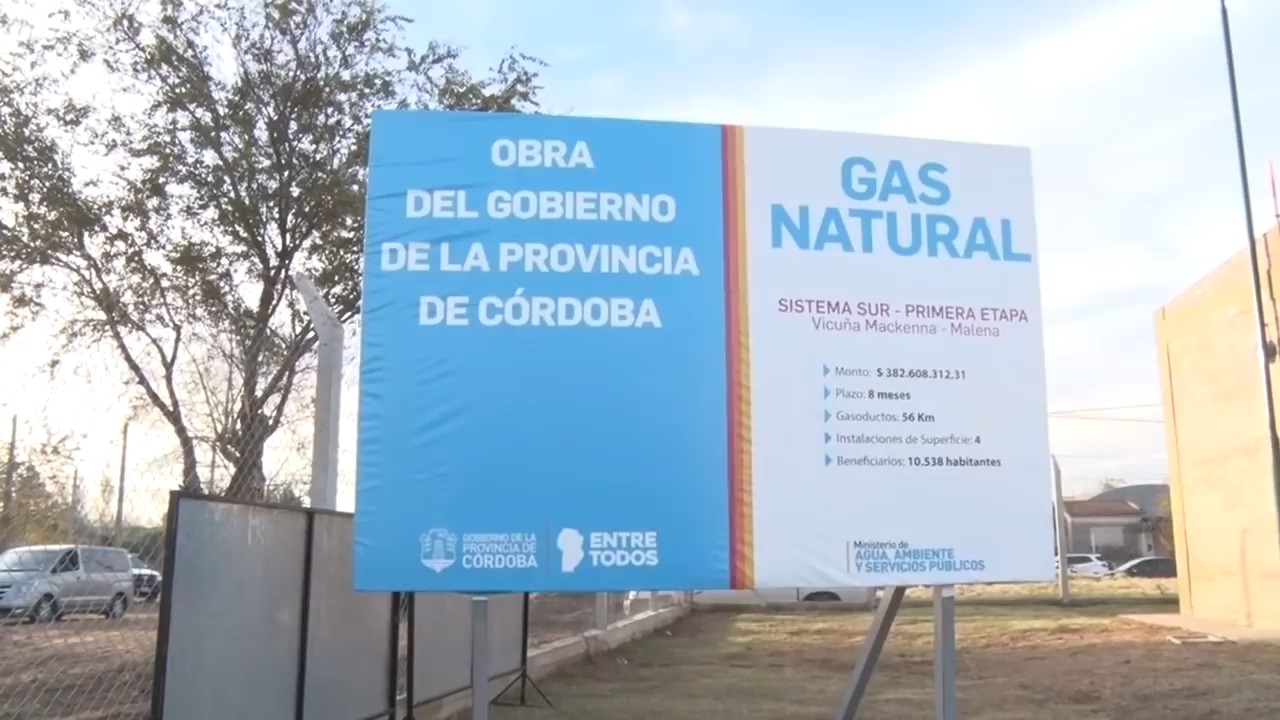 OBRA
DEL GOBIERNO
DE LA PROVINCIA
DE CÓRDOBA
GOBIERNO DE LA
PROVINCIA DE
CÓRDOBA
ENTRE
TODOS
GAS
NATURAL
SISTEMA SUR - PRIMERA ETAPA
Vicuña Mackenna - Malena
Monto: $ 382.608.312,31
Plazo: 8 meses
Gasoductos: 56 Km
Instalaciones de Superficie: 4
Beneficiarios: 10.538 habitantes
Ministerio de
AGUA, AMBIENTE
Y SERVICIOS PÚBLICOS